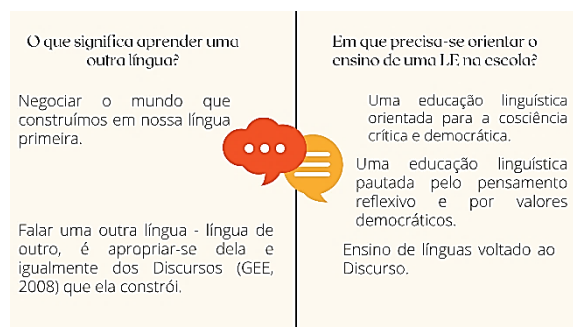 O que significa aprender uma
outra língua?
Negociar o mundo que
construímos em nossa língua
primeira.
Falar uma outra língua - língua de
outro, é apropriar-se dela e
igualmente dos Discursos (GEE,
2008) que ela constrói.
Em que precisa-se orientar o
ensino de uma LE na escola?
Uma educação linguística
orientada para a cosciência
crítica e democrática.
Uma educação linguística
pautada pelo pensamento
reflexivo e por valores
democráticos.
Ensino de línguas voltado ao
Discurso.